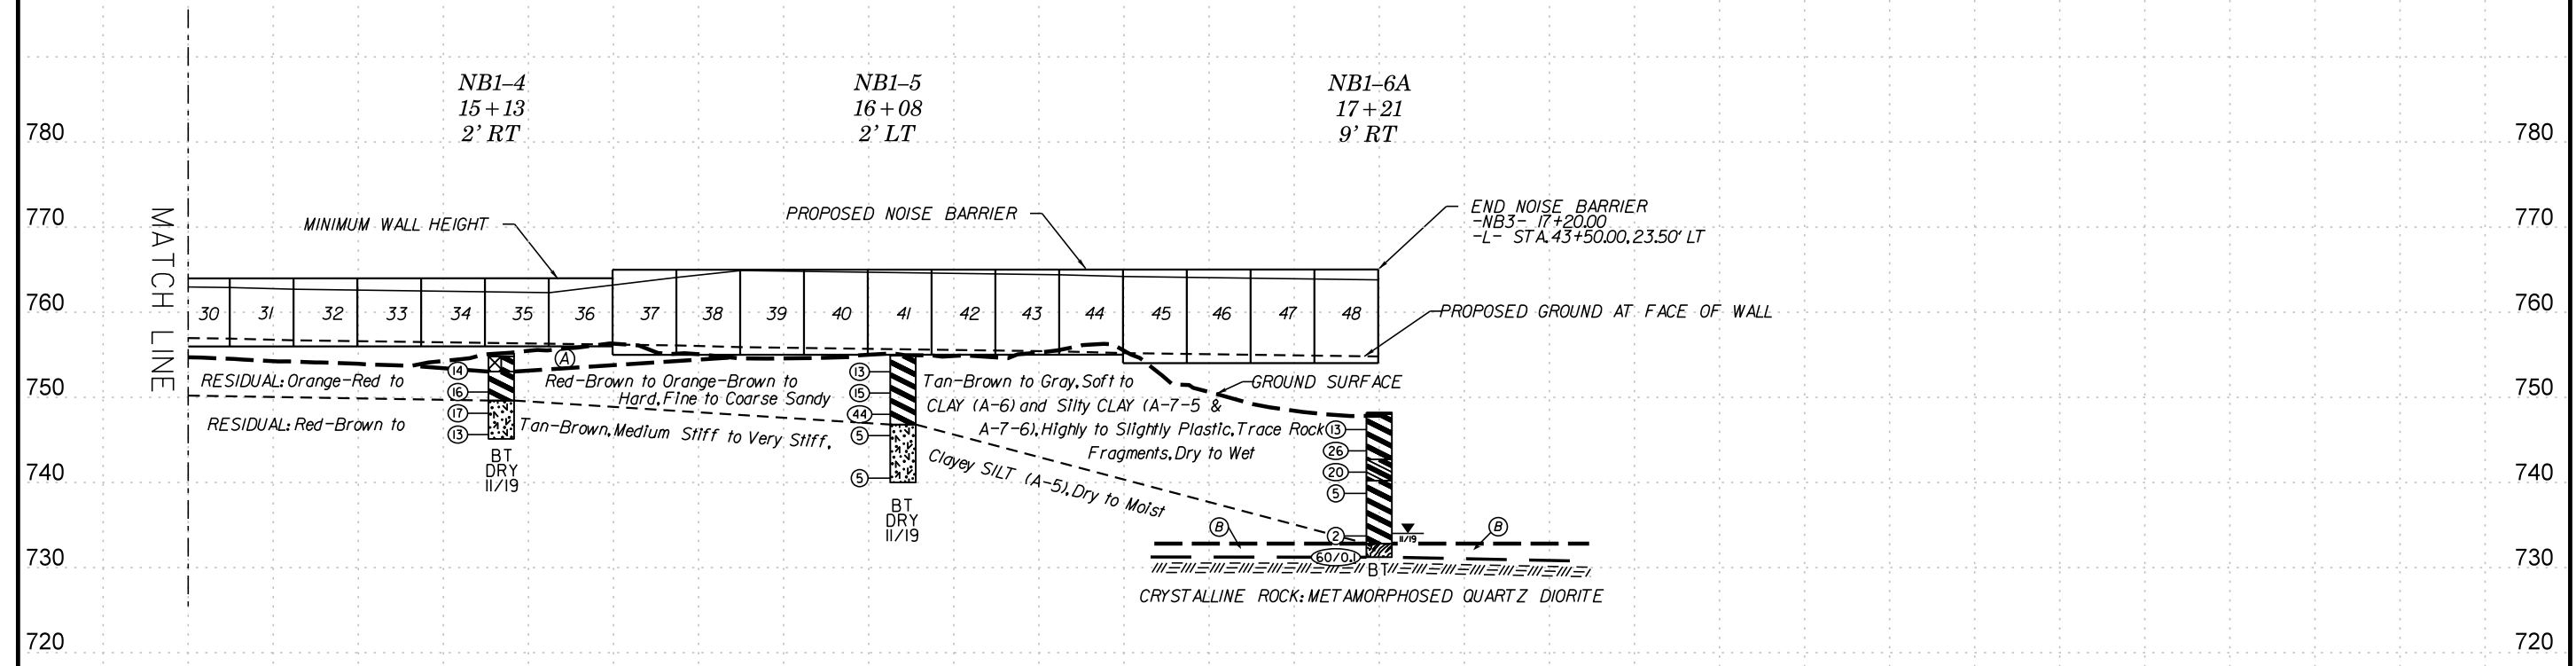 NB1–4
15+13
2' RT
NB1–5
16+08
2' LT
NB1–6A
17+21
9' RT
780
780
770
770
MATCH LINE
MINIMUM WALL HEIGHT
PROPOSED NOISE BARRIER
END NOISE BARRIER
-NB3- 17+20.00
-L- STA.43+50.00,23.50' LT
760
760
30 31 32 33 34 35 36 37 38 39 40 41 42 43 44 45 46 47 48
PROPOSED GROUND AT FACE OF WALL
A
14
16
17
13
13
15
44
5
5
750
750
RESIDUAL: Orange-Red to
Red-Brown to Orange-Brown to
Tan-Brown to Gray, Soft to
GROUND SURFACE
Hard, Fine to Coarse Sandy
CLAY (A-6) and Silty CLAY (A-7-5 &
RESIDUAL: Red-Brown to
Tan-Brown, Medium Stiff to Very Stiff,
A-7-6), Highly to Slightly Plastic, Trace Rock
Fragments, Dry to Wet
Clayey SILT (A-5), Dry to Moist
13
26
20
5
2
60/0.1
BT
DRY
11/19
BT
DRY
11/19
740
740
B
11/19
B
730
730
BT
CRYSTALLINE ROCK: METAMORPHOSED QUARTZ DIORITE
720
720